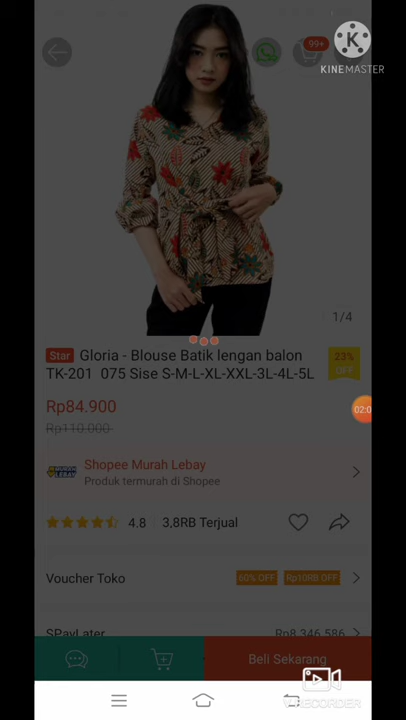 99+
K
KINEMASTER
1/4
Star Gloria - Blouse Batik lengan balon
TK-201 075 Sise S-M-L-XL-XXL-3L-4L-5L
23%
OFF
Rp84.900
Rp110.000
02:0
Shopee Murah Lebay
Produk termurah di Shopee
4.8 3,8RB Terjual
Voucher Toko 60% OFF Rp10RB OFF
SPayLater Rp8.346.586
Beli Sekarang
RECORDER